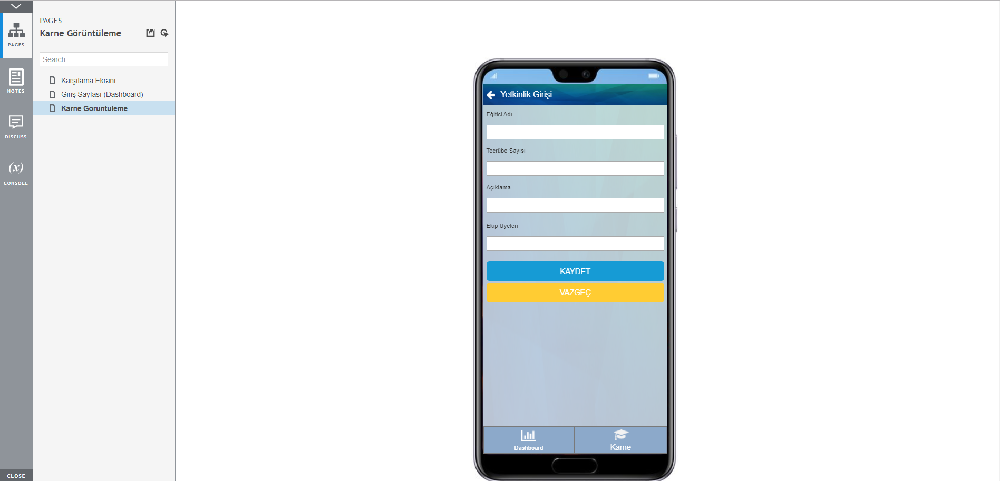 PAGES
Karne Görüntüleme
PAGES
Search
Karşılama Ekranı
Giriş Sayfası (Dashboard)
Karne Görüntüleme
NOTES
DISCUSS
(x)
CONSOLE
CLOSE
Yetkinlik Girişi
Eğitici Adı
Tecrübe Sayısı
Açıklama
Ekip Üyeleri
KAYDET
VAZGEÇ
Dashboard
Karne